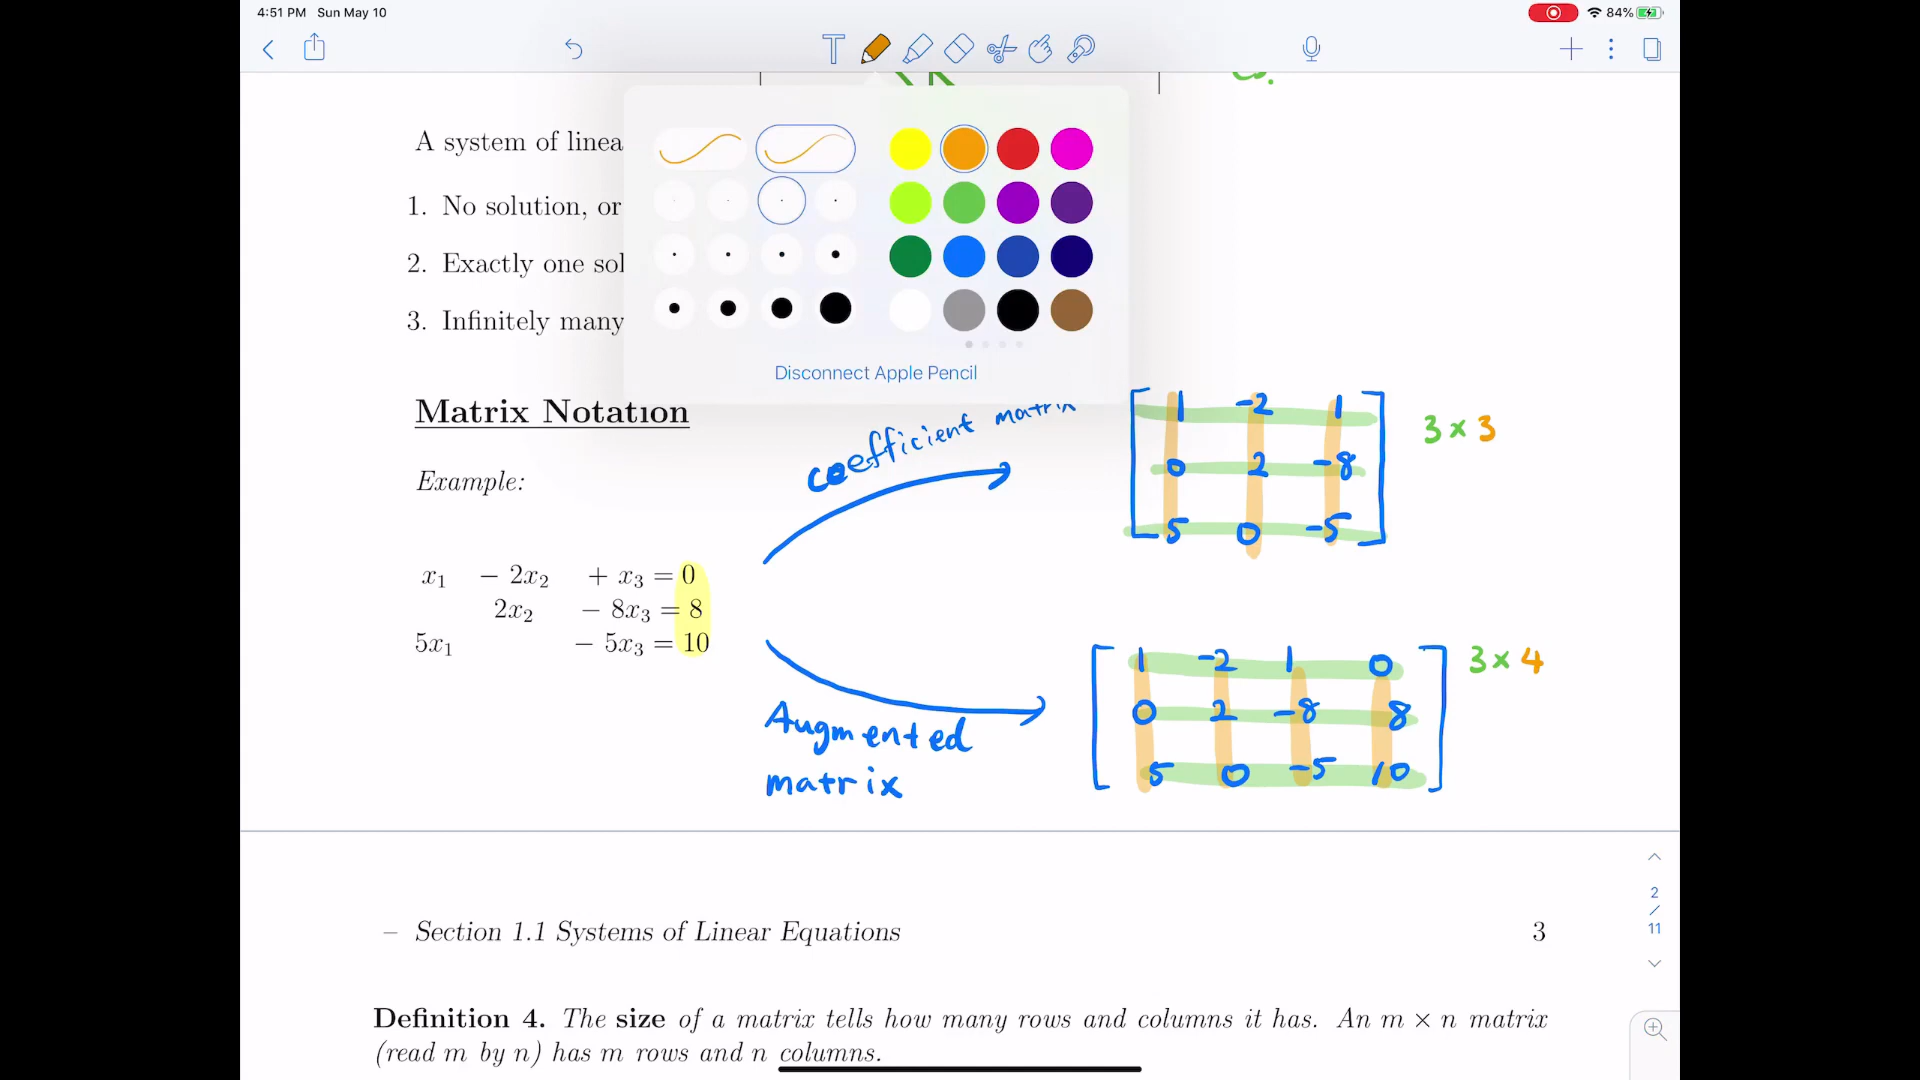 4:51 PM Sun May 10
84%
A system of linea
1. No solution, or
2. Exactly one sol
3. Infinitely many
Disconnect Apple Pencil
Matrix Notation
Example:
coefficient matrix
x₁ − 2x₂ + x₃ = 0
2x₂ − 8x₃ = 8
5x₁ − 5x₃ = 10
1 -2 1
0 2 -8
5 0 -5
3 x 3
Augmented
matrix
1 -2 1 0
0 2 -8 8
5 0 -5 10
3 x 4
2
/
11
– Section 1.1 Systems of Linear Equations 3
Definition 4. The size of a matrix tells how many rows and columns it has. An m × n matrix
(read m by n) has m rows and n columns.